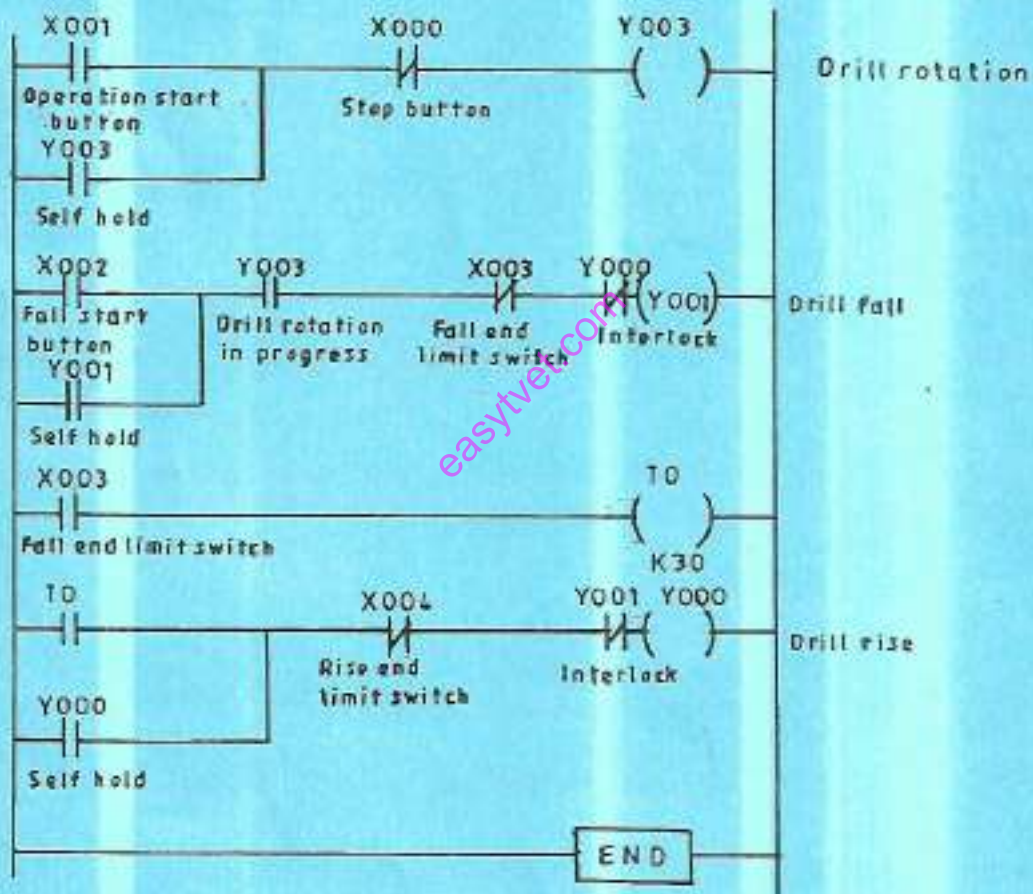 X001 X000 Y003
Drill rotation
Operation start
button
Stop button
Y003
Self hold
X002 Y003 X003 Y000
Y001
Drill fall
Fall start
button
Drill rotation
in progress
Fall end
limit switch
Interlock
Y001
Self hold
easytvet.com
X003 T0
Fall end limit switch
K30
T0 X004 Y001 Y000
Drill rise
Rise end
limit switch
Interlock
Y000
Self hold
END